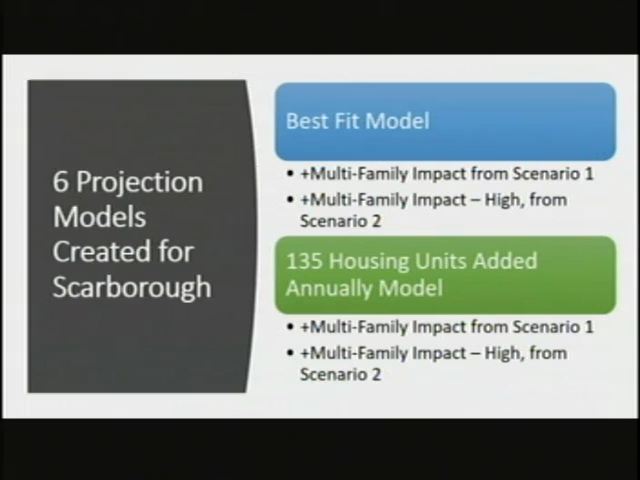 6 Projection
Models
Created for
Scarborough
Best Fit Model
• +Multi-Family Impact from Scenario 1
• +Multi-Family Impact – High, from
Scenario 2
135 Housing Units Added
Annually Model
• +Multi-Family Impact from Scenario 1
• +Multi-Family Impact – High, from
Scenario 2